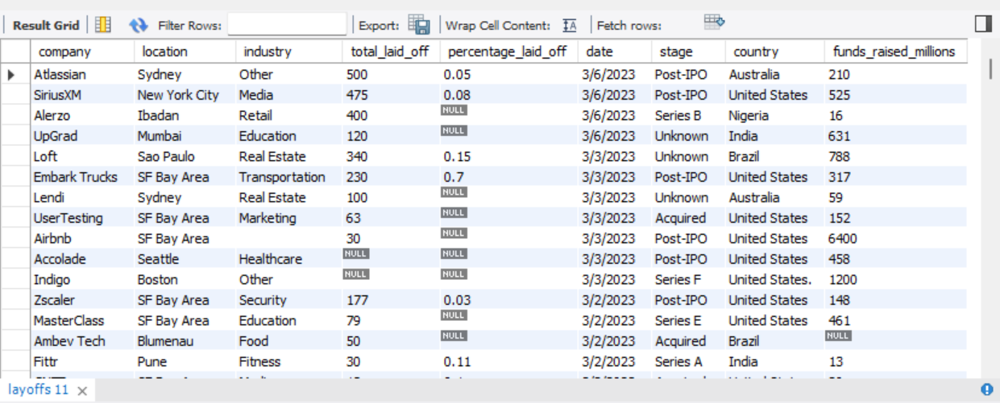 Result Grid Filter Rows: Export: Wrap Cell Content: IA Fetch rows:
company location industry total_laid_off percentage_laid_off date stage country funds_raised_millions
Atlassian Sydney Other 500 0.05 3/6/2023 Post-IPO Australia 210
SiriusXM New York City Media 475 0.08 3/6/2023 Post-IPO United States 525
Alerzo Ibadan Retail 400 NULL 3/6/2023 Series B Nigeria 16
UpGrad Mumbai Education 120 NULL 3/6/2023 Unknown India 631
Loft Sao Paulo Real Estate 340 0.15 3/3/2023 Unknown Brazil 788
Embark Trucks SF Bay Area Transportation 230 0.7 3/3/2023 Post-IPO United States 317
Lendi Sydney Real Estate 100 NULL 3/3/2023 Unknown Australia 59
UserTesting SF Bay Area Marketing 63 NULL 3/3/2023 Acquired United States 152
Airbnb SF Bay Area 30 NULL 3/3/2023 Post-IPO United States 6400
Accolade Seattle Healthcare NULL NULL 3/3/2023 Post-IPO United States 458
Indigo Boston Other NULL NULL 3/3/2023 Series F United States. 1200
Zscaler SF Bay Area Security 177 0.03 3/2/2023 Post-IPO United States 148
MasterClass SF Bay Area Education 79 NULL 3/2/2023 Series E United States 461
Ambev Tech Blumenau Food 50 NULL 3/2/2023 Acquired Brazil NULL
Fittr Pune Fitness 30 0.11 3/2/2023 Series A India 13
layoffs 11